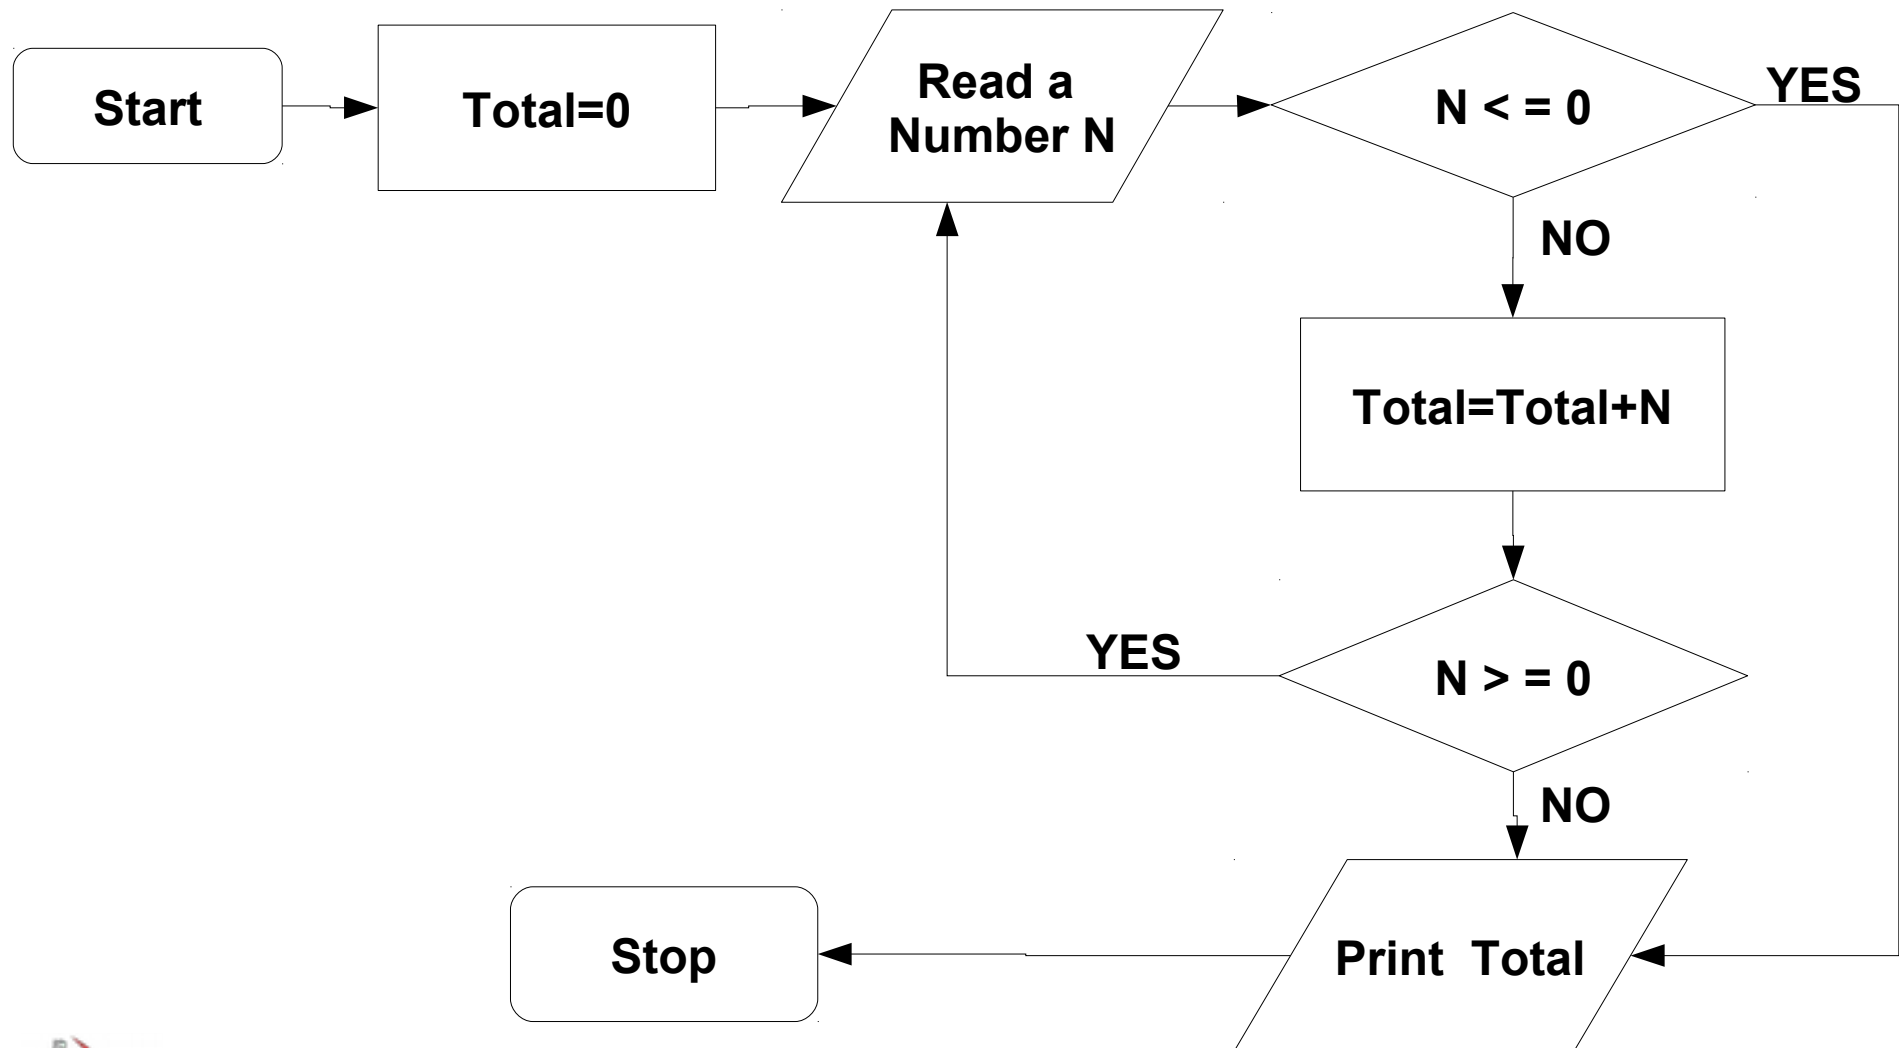 Start
Total=0
Read a
Number N
N < = 0
YES
NO
Total=Total+N
YES
N > = 0
NO
Stop
Print Total